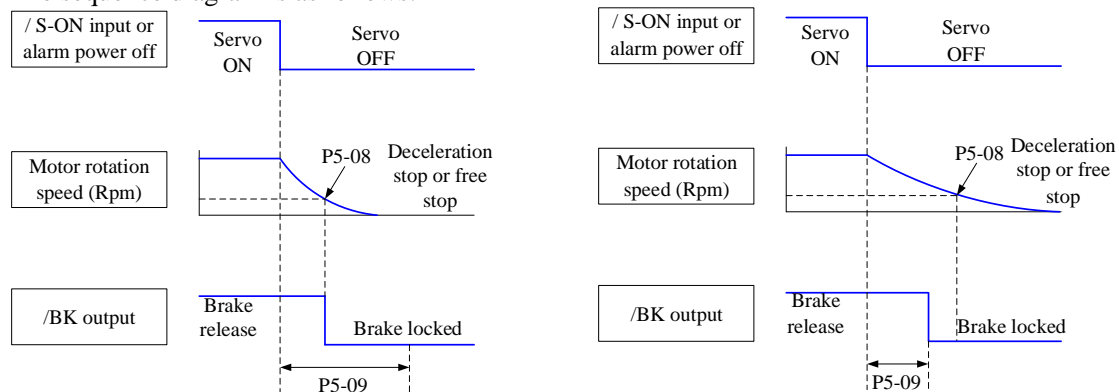 The sequence diagram is as follows:
/ S-ON input or
alarm power off
Servo
ON
Servo
OFF
Motor rotation
speed (Rpm)
P5-08
Deceleration
stop or free
stop
/BK output
Brake
release
Brake locked
P5-09
/ S-ON input or
alarm power off
Servo
ON
Servo
OFF
Motor rotation
speed (Rpm)
P5-08
Deceleration
stop or free
stop
/BK output
Brake
release
Brake locked
P5-09